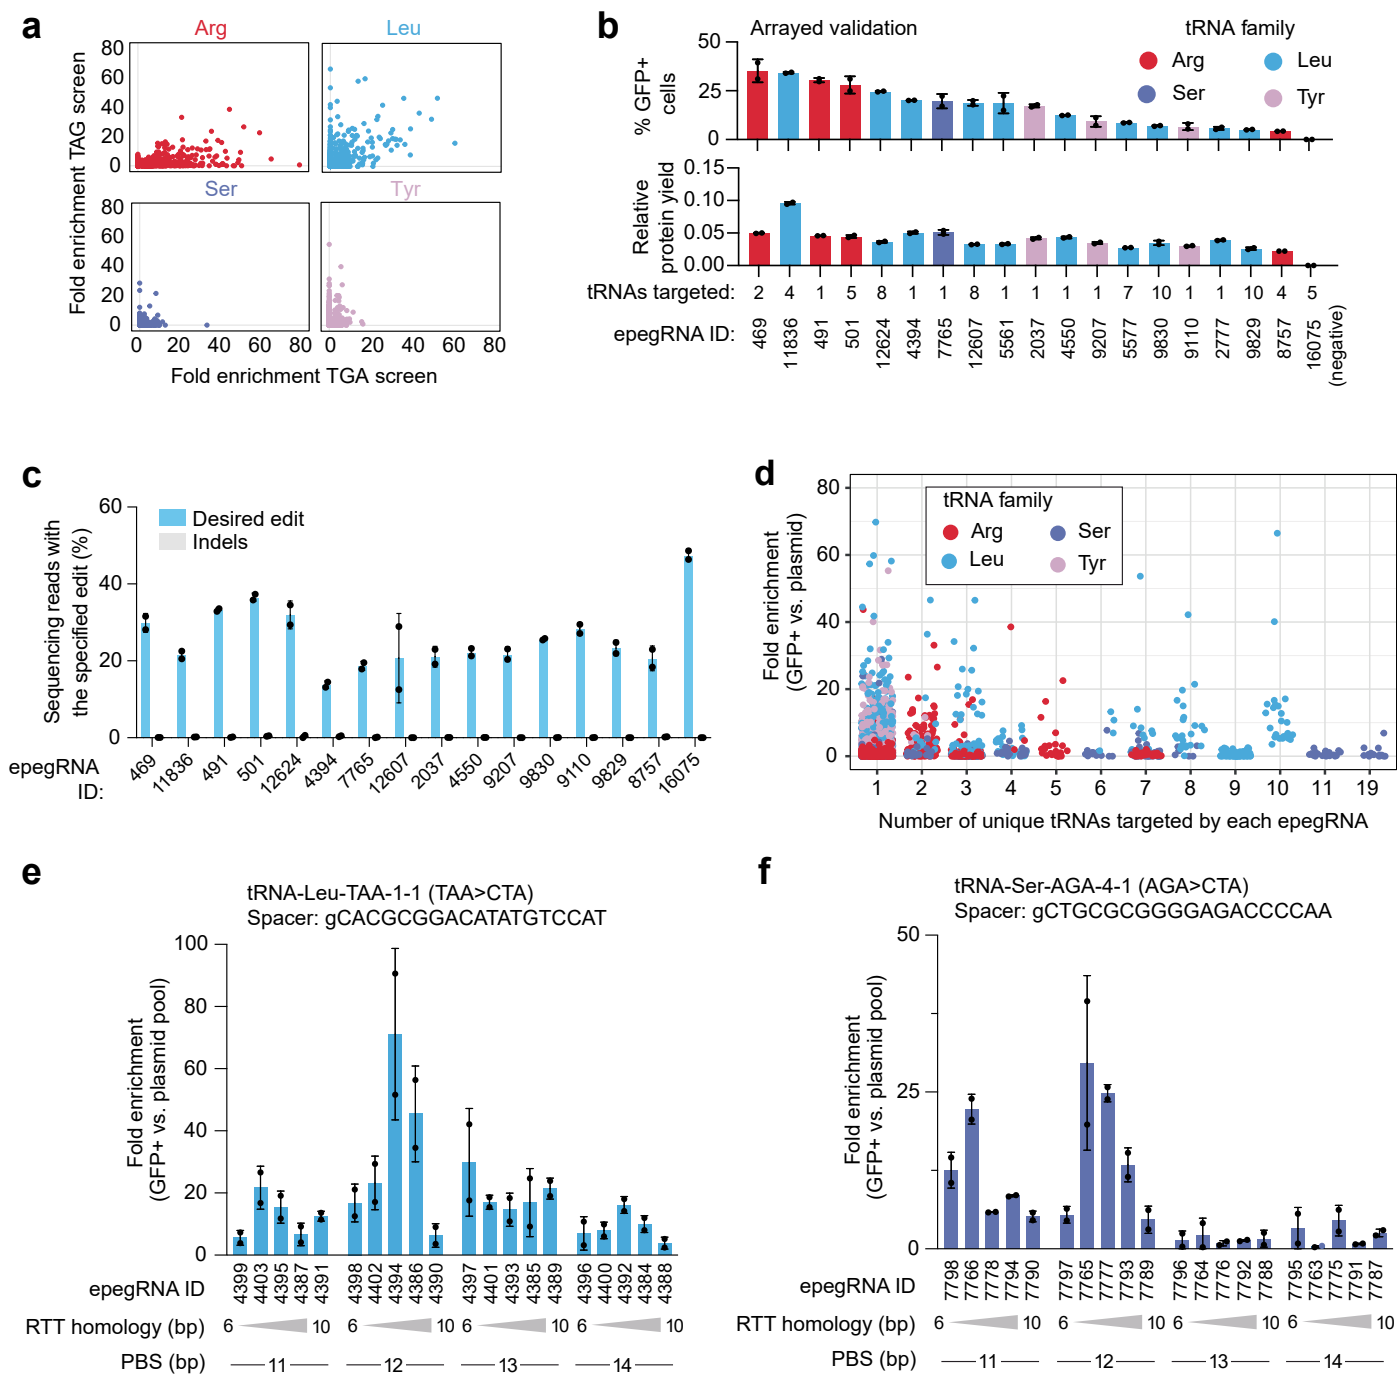 a
Arg
Leu
Ser
Tyr
Fold enrichment TAG screen
80
60
40
20
0
80
60
40
20
0
0 20 40 60 80
0 20 40 60 80
Fold enrichment TGA screen
b
Arrayed validation
tRNA family
Arg
Leu
Ser
Tyr
% GFP+
cells
50
25
0
Relative
protein yield
0.15
0.10
0.05
0.00
tRNAs targeted: 2 4 1 5 8 1 1 8 1 1 1 1 7 10 1 1 10 4 5
epegRNA ID: 469 11836 491 501 12624 4394 7765 12607 5561 2037 4550 9207 5577 9830 9110 2777 9829 8757 16075
(negative)
c
Sequencing reads with
the specified edit (%)
60
40
20
0
Desired edit
Indels
epegRNA
ID:
469 11836 491 501 12624 4394 7765 12607 2037 4550 9207 9830 9110 9829 8757 16075
d
Fold enrichment
(GFP+ vs. plasmid)
80
60
40
20
0
tRNA family
Arg
Ser
Leu
Tyr
1 2 3 4 5 6 7 8 9 10 11 19
Number of unique tRNAs targeted by each epegRNA
e
tRNA-Leu-TAA-1-1 (TAA>CTA)
Spacer: gCACGCGGACATATGTCCAT
Fold enrichment
(GFP+ vs. plasmid pool)
100
80
60
40
20
0
epegRNA ID
4399 4403 4395 4387 4391 4398 4402 4394 4386 4390 4397 4401 4393 4385 4389 4396 4400 4392 4384 4388
RTT homology (bp) 6 10 6 10 6 10 6 10
PBS (bp) 11 12 13 14
f
tRNA-Ser-AGA-4-1 (AGA>CTA)
Spacer: gCTGCGCGGGGAGACCCCAA
Fold enrichment
(GFP+ vs. plasmid pool)
50
25
0
epegRNA ID
7798 7766 7778 7794 7790 7797 7765 7777 7793 7789 7796 7764 7776 7792 7788 7795 7763 7775 7791 7787
RTT homology (bp) 6 10 6 10 6 10 6 10
PBS (bp) 11 12 13 14